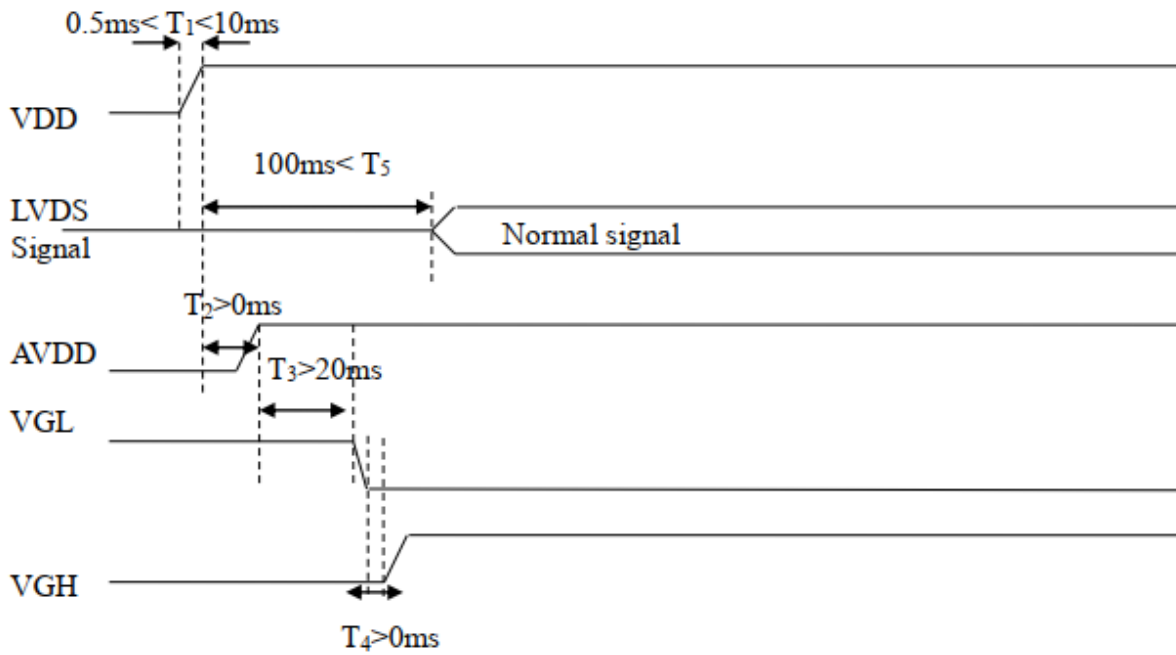 0.5ms< T1<10ms
VDD
100ms< T5
LVDS
Signal
Normal signal
T2>0ms
AVDD
T3>20ms
VGL
VGH
T4>0ms